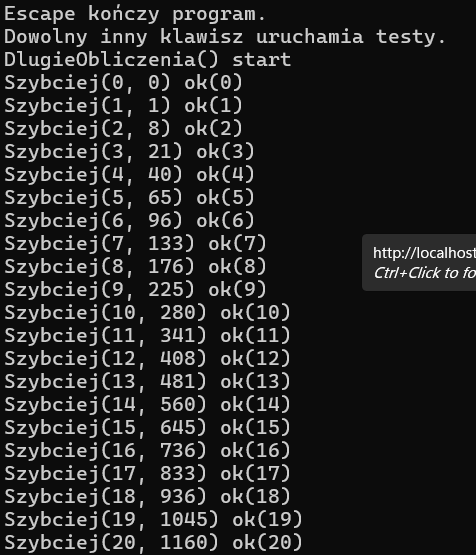 Escape kończy program.
Dowolny inny klawisz uruchamia testy.
DlugieObliczenia() start
Szybciej(0, 0) ok(0)
Szybciej(1, 1) ok(1)
Szybciej(2, 8) ok(2)
Szybciej(3, 21) ok(3)
Szybciej(4, 40) ok(4)
Szybciej(5, 65) ok(5)
Szybciej(6, 96) ok(6)
Szybciej(7, 133) ok(7)
Szybciej(8, 176) ok(8)
Szybciej(9, 225) ok(9)
Szybciej(10, 280) ok(10)
Szybciej(11, 341) ok(11)
Szybciej(12, 408) ok(12)
Szybciej(13, 481) ok(13)
Szybciej(14, 560) ok(14)
Szybciej(15, 645) ok(15)
Szybciej(16, 736) ok(16)
Szybciej(17, 833) ok(17)
Szybciej(18, 936) ok(18)
Szybciej(19, 1045) ok(19)
Szybciej(20, 1160) ok(20)
http://localhost
Ctrl+Click to fo